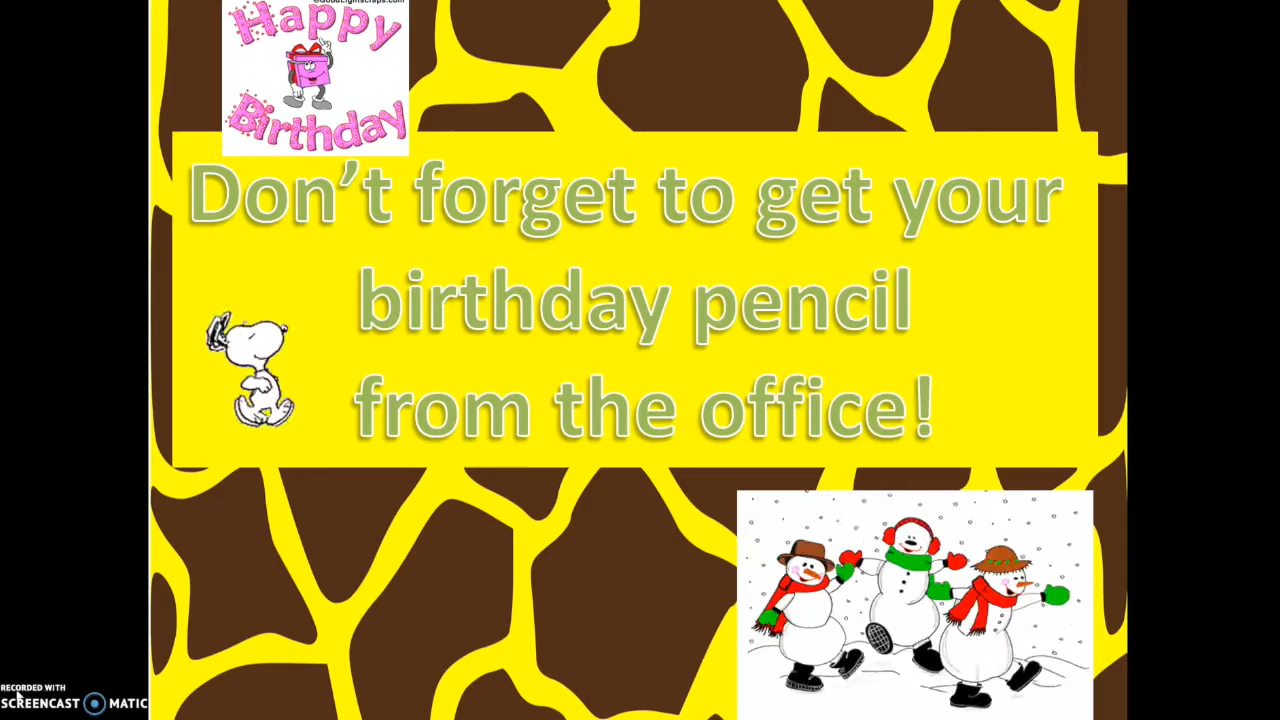 Happy
Birthday
Don't forget to get your
birthday pencil
from the office!
RECORDED WITH
SCREENCAST MATIC